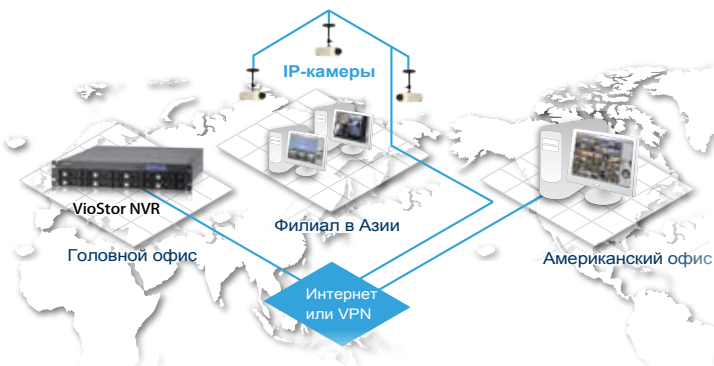 IP-камеры
VioStor NVR
Филиал в Азии
Головной офис
Американский офис
Интернет
или VPN